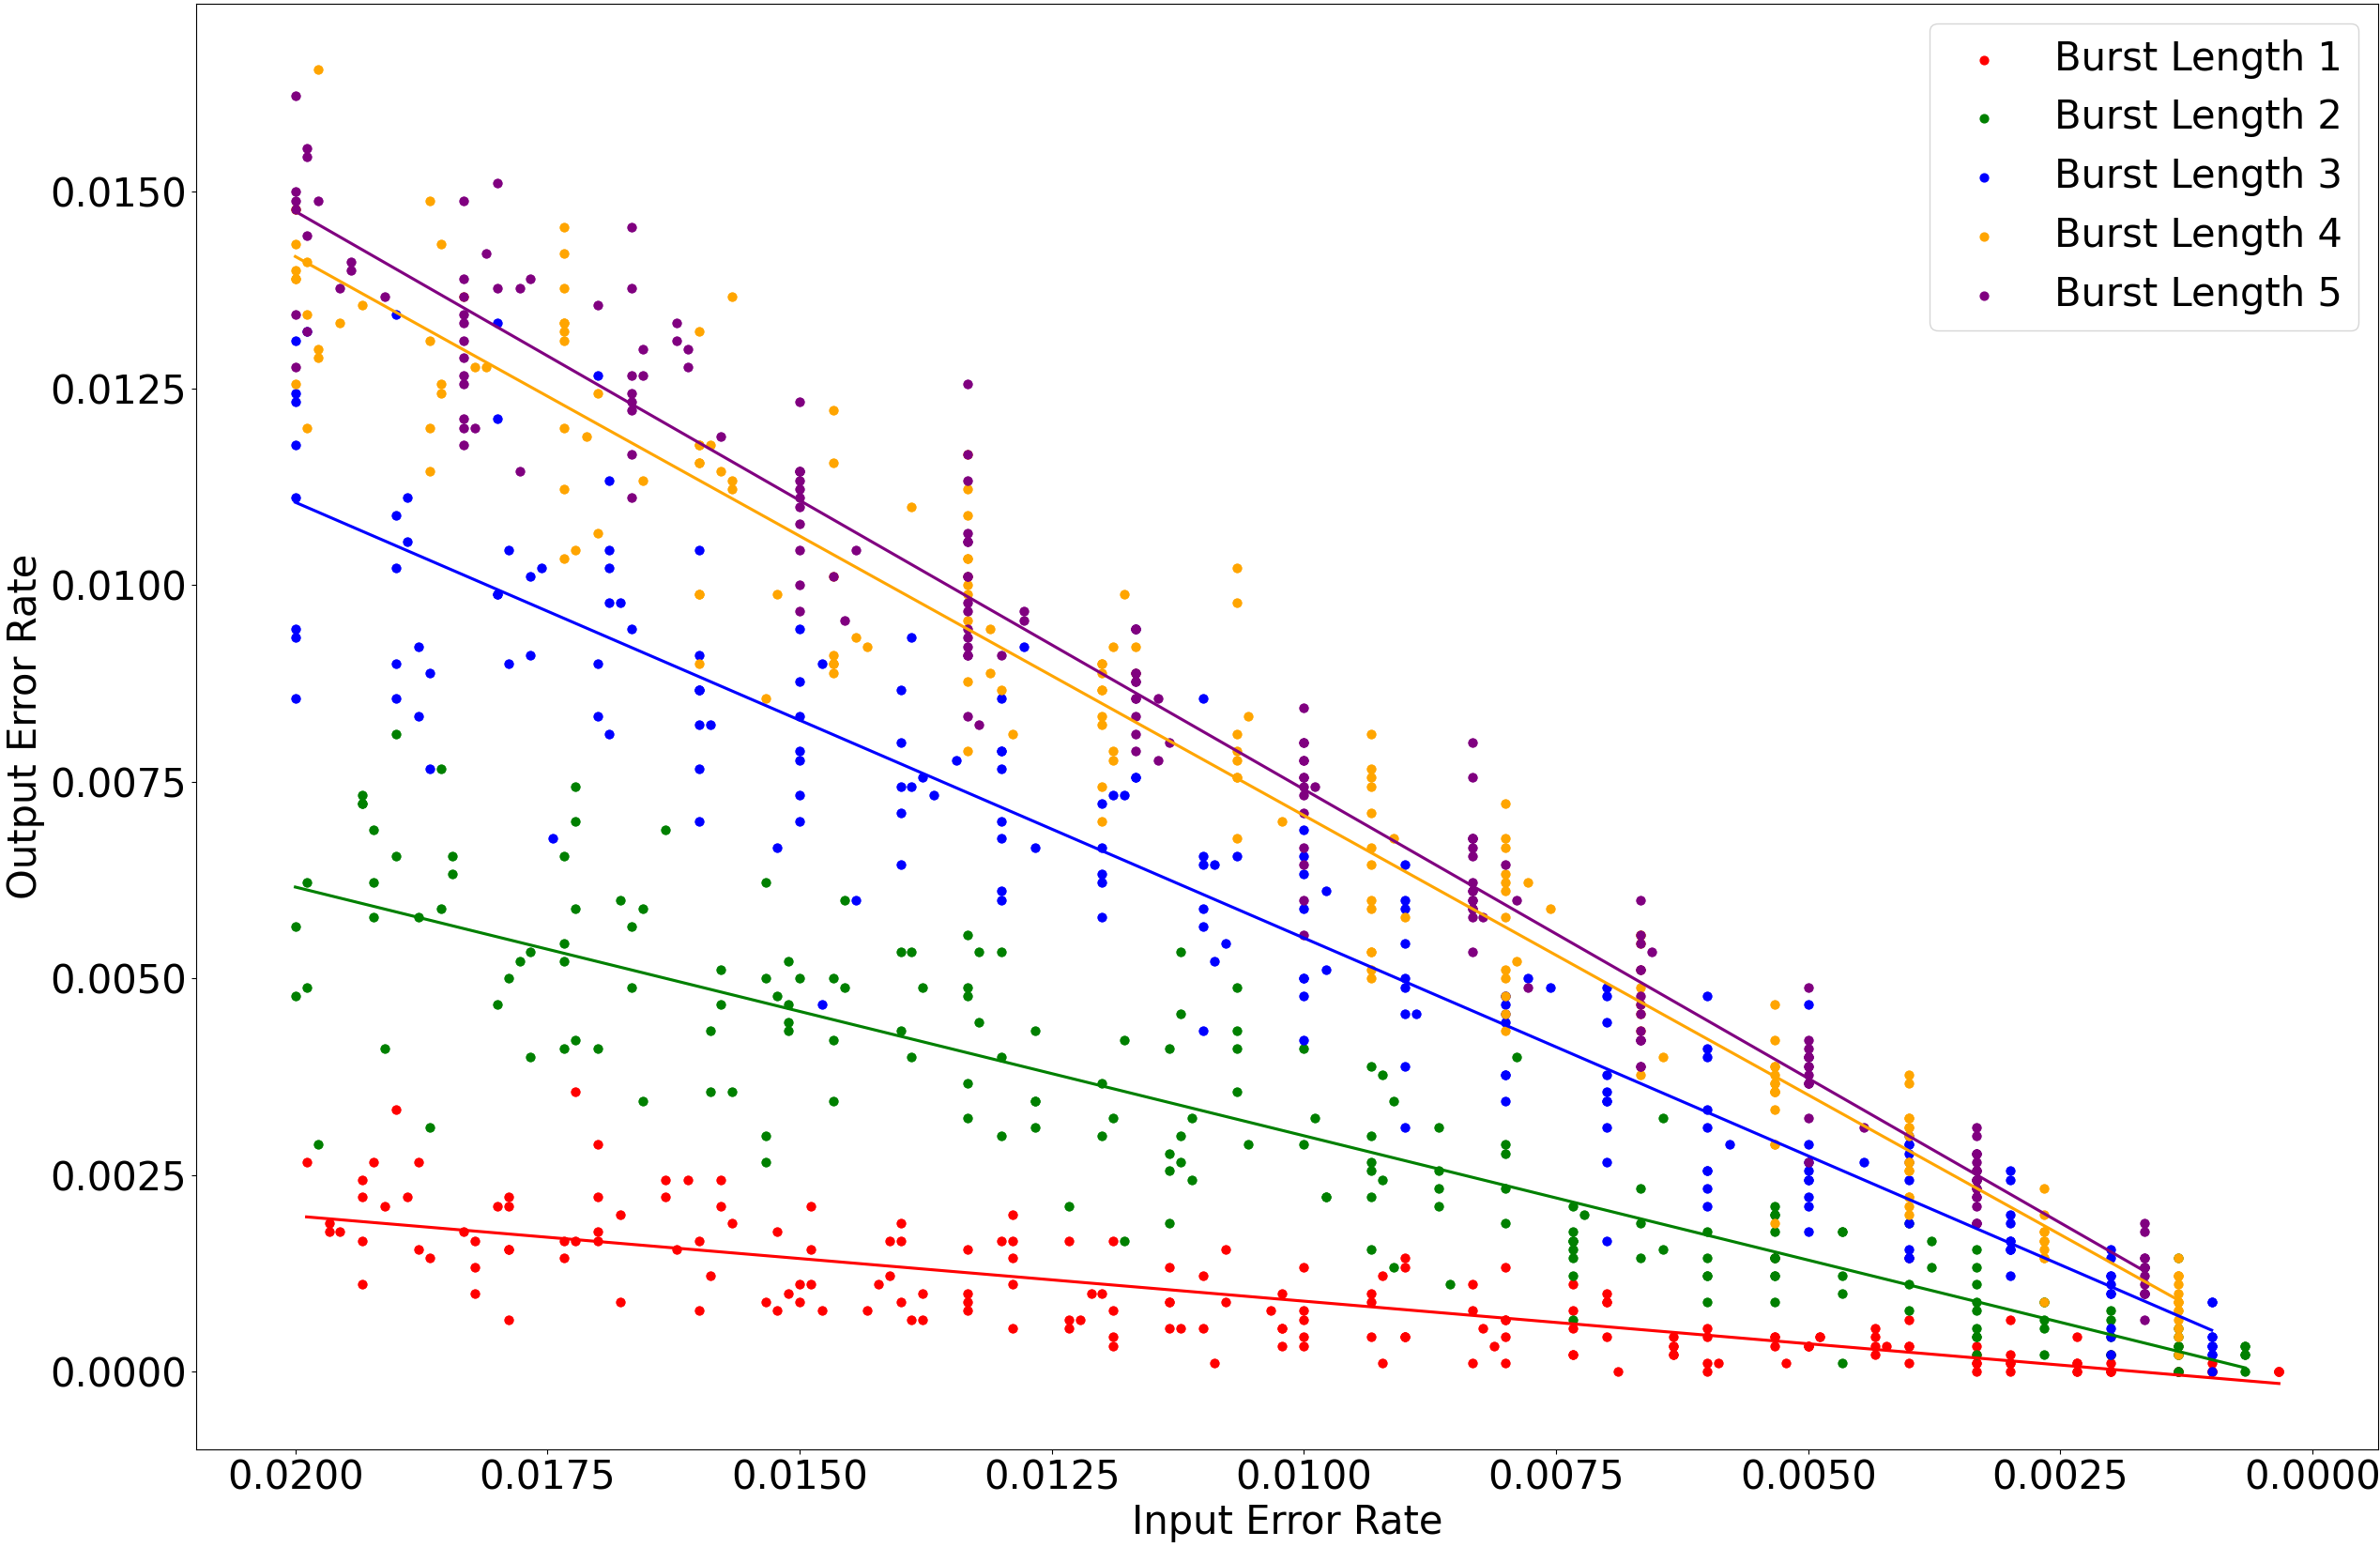 Burst Length 1
Burst Length 2
Burst Length 3
Burst Length 4
Burst Length 5
Output Error Rate
0.0150
0.0125
0.0100
0.0075
0.0050
0.0025
0.0000
0.0200 0.0175 0.0150 0.0125 0.0100 0.0075 0.0050 0.0025 0.0000
Input Error Rate